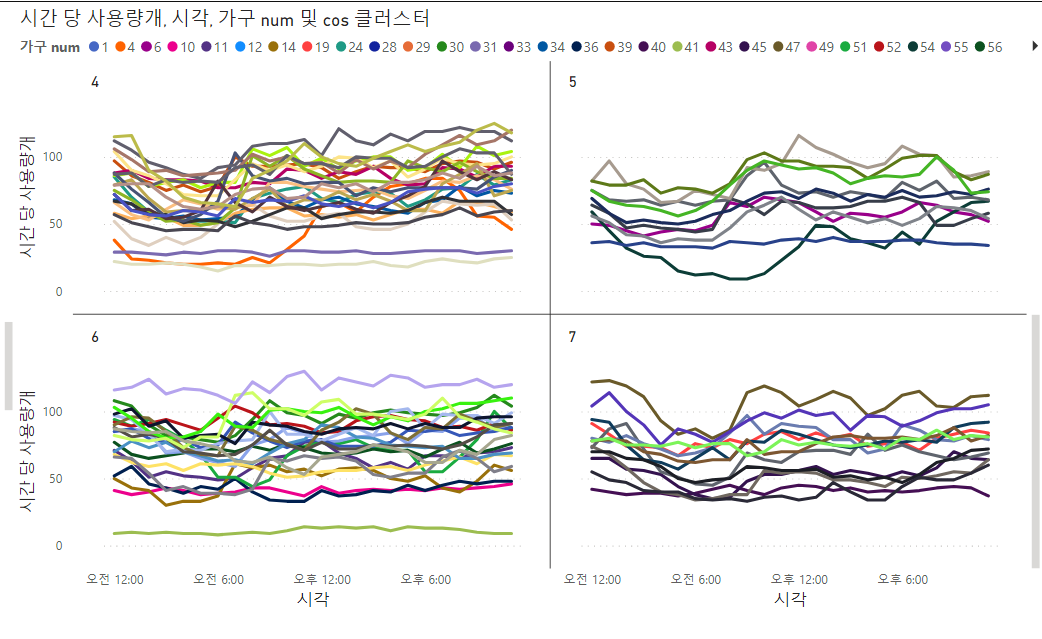 시간 당 사용량개, 시각, 가구 num 및 cos 클러스터
가구 num 1 4 6 10 11 12 14 19 24 28 29 30 31 33 34 36 39 40 41 43 45 47 49 51 52 54 55 56
4
5
시간 당 사용량개
100
50
0
6
7
시간 당 사용량개
100
50
0
오전 12:00 오전 6:00 오후 12:00 오후 6:00
오전 12:00 오전 6:00 오후 12:00 오후 6:00
시각
시각